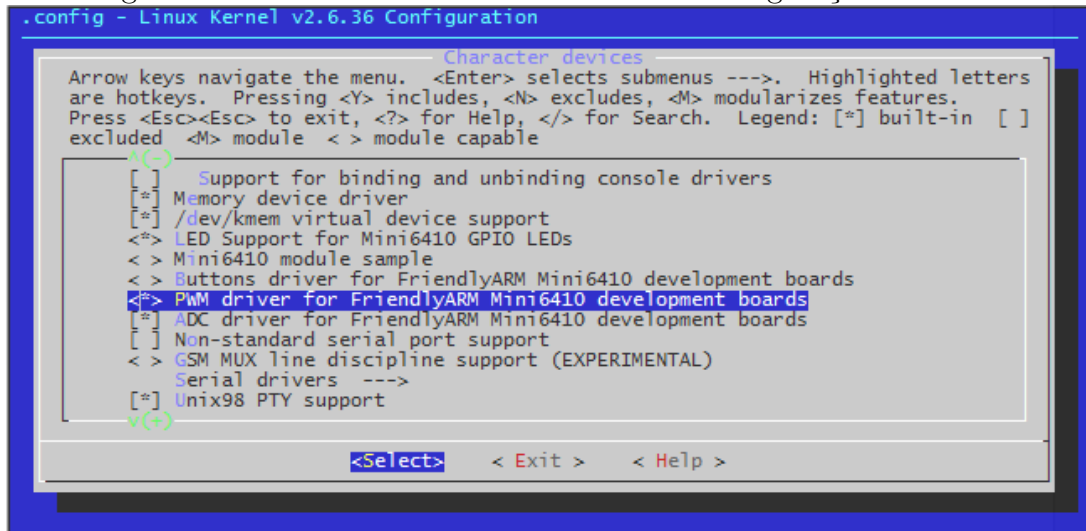 .config - Linux Kernel v2.6.36 Configuration
Character devices
Arrow keys navigate the menu. <Enter> selects submenus --->. Highlighted letters
are hotkeys. Pressing <Y> includes, <N> excludes, <M> modularizes features.
Press <Esc><Esc> to exit, <?> for Help, </> for Search. Legend: [*] built-in [ ]
excluded <M> module < > module capable
^(-)
[ ] Support for binding and unbinding console drivers
[*] Memory device driver
[*] /dev/kmem virtual device support
<*> LED Support for Mini6410 GPIO LEDs
< > Mini6410 module sample
< > Buttons driver for FriendlyARM Mini6410 development boards
<*> PWM driver for FriendlyARM Mini6410 development boards
[*] ADC driver for FriendlyARM Mini6410 development boards
[ ] Non-standard serial port support
< > GSM MUX line discipline support (EXPERIMENTAL)
Serial drivers --->
[*] Unix98 PTY support
v(+)
<Select> < Exit > < Help >